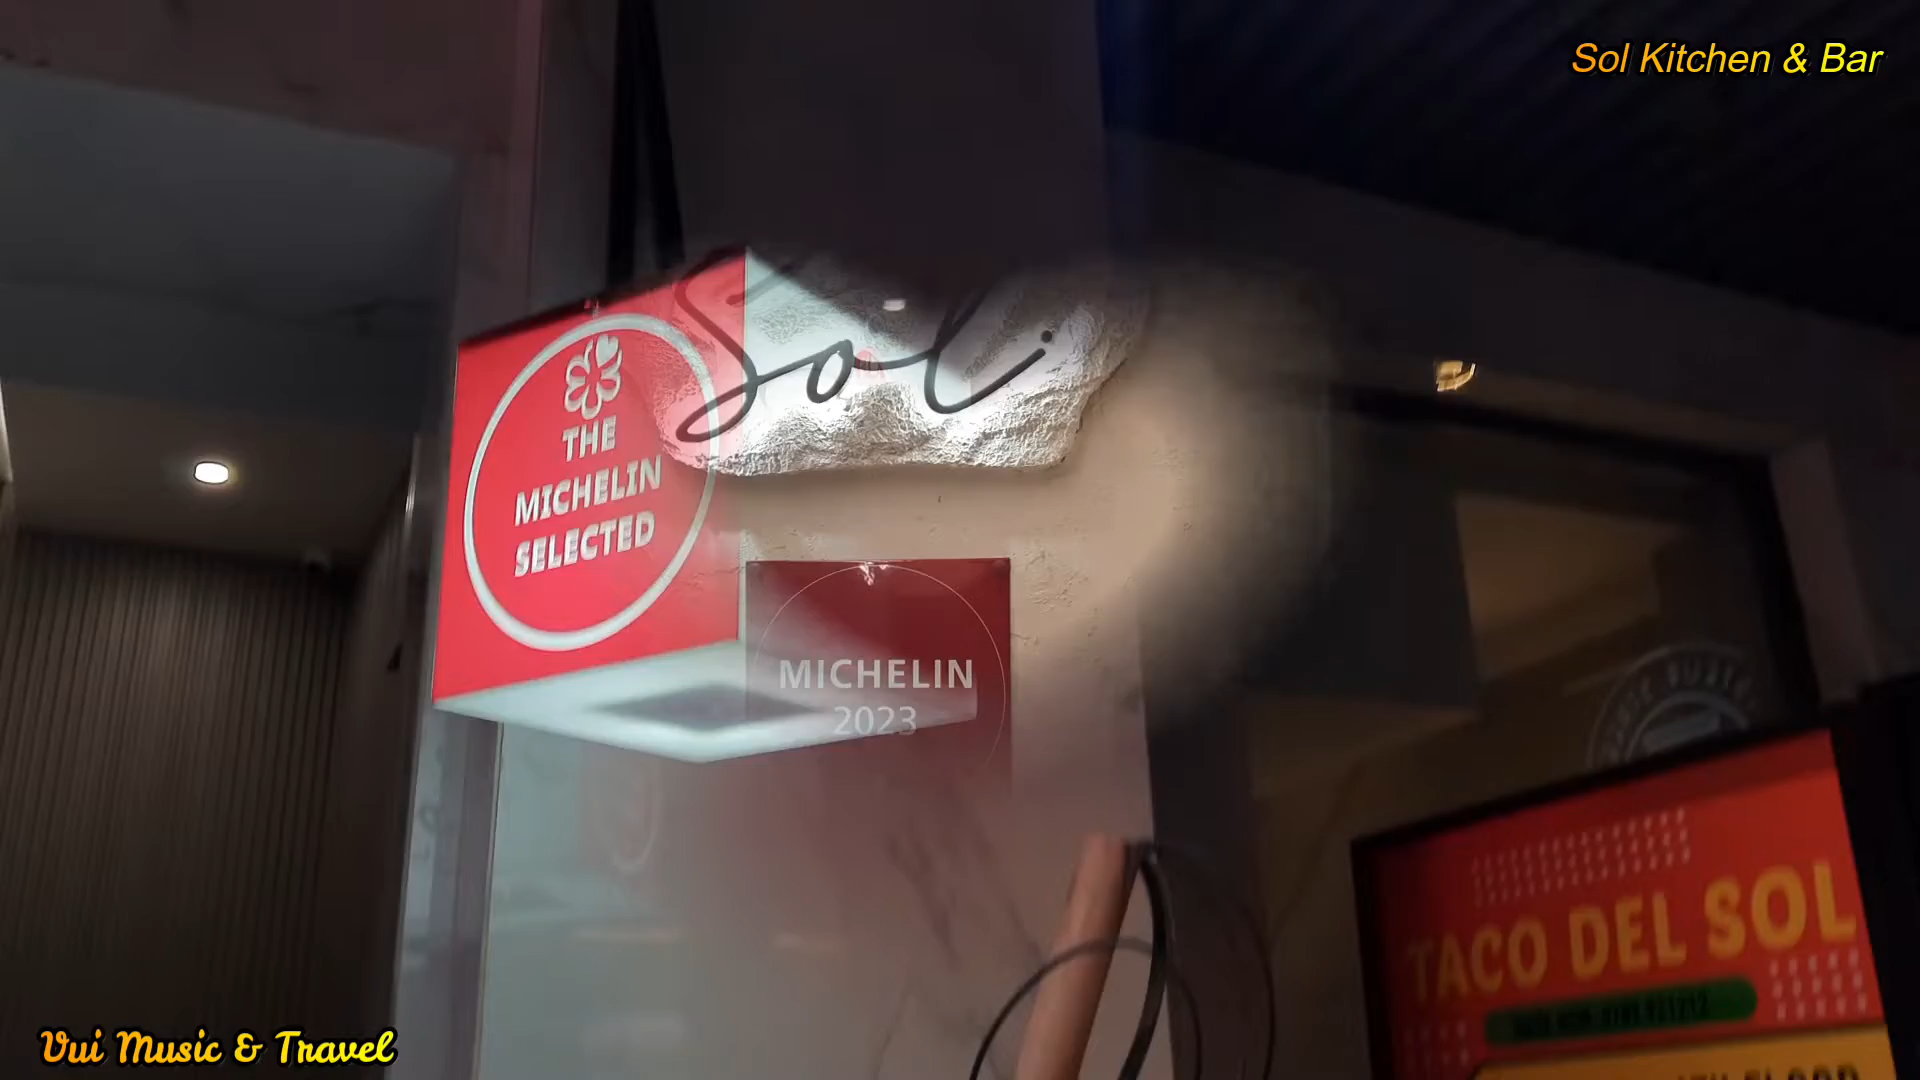 Sol Kitchen & Bar
Sol.
THE
MICHELIN
SELECTED
MICHELIN
2023
TACO DEL SOL
Vui Music & Travel